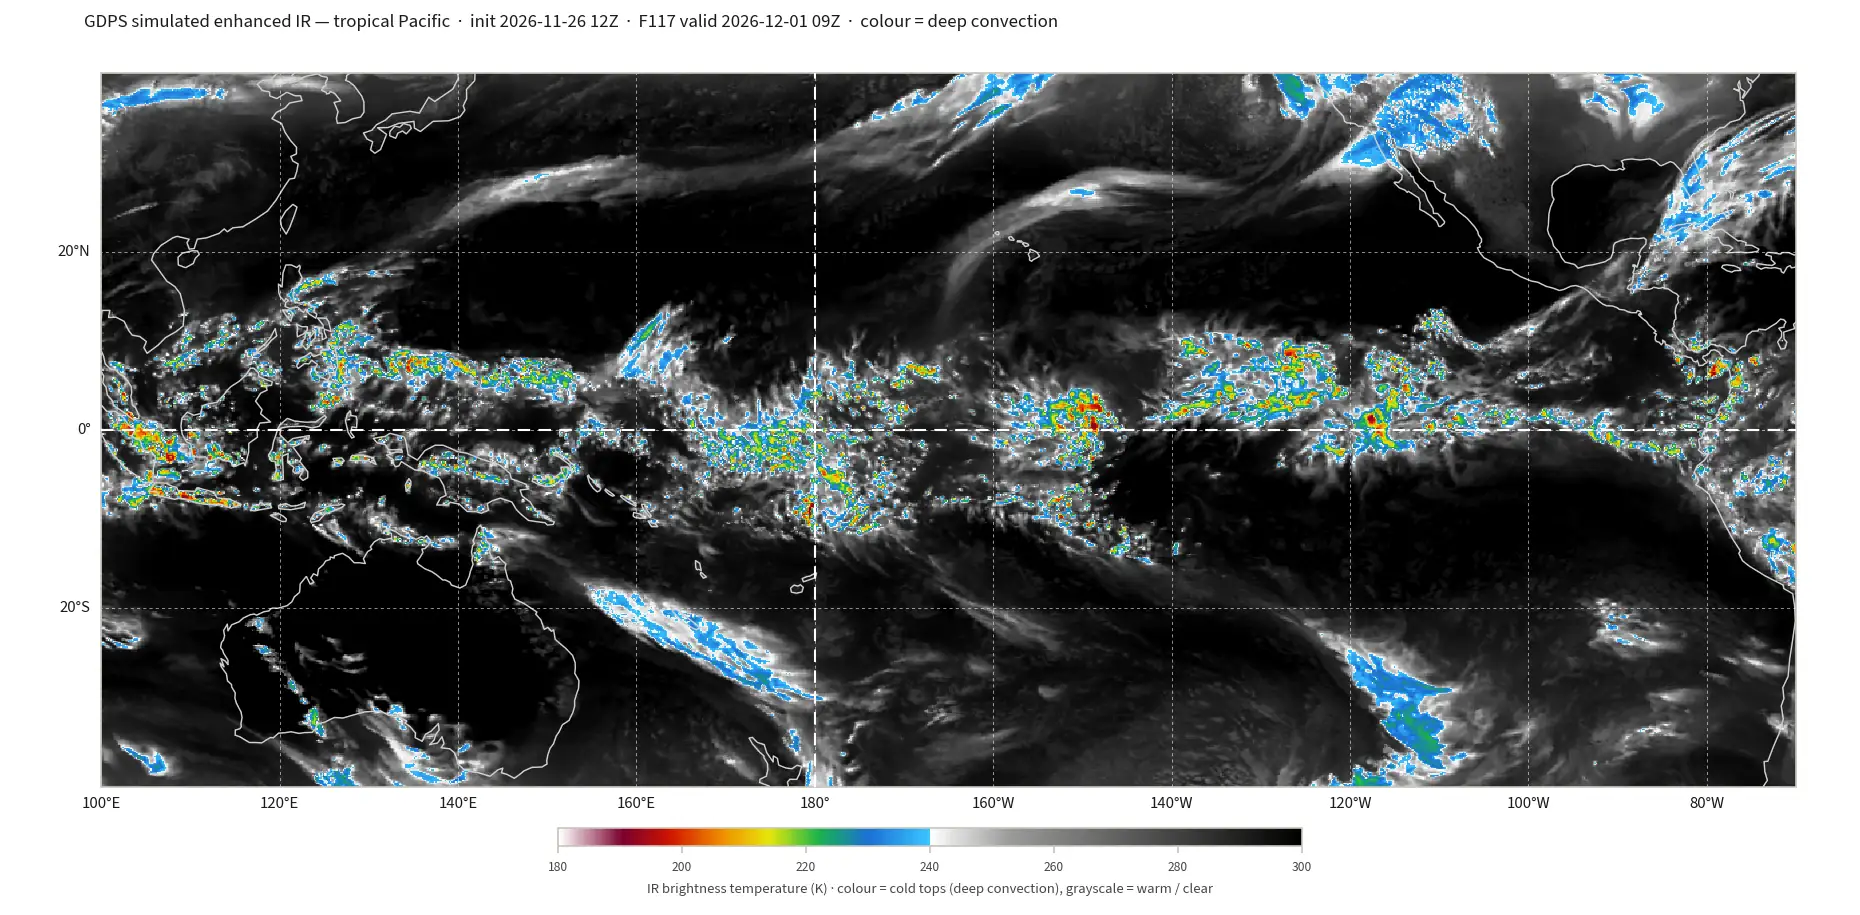 GDPS simulated enhanced IR — tropical Pacific · init 2026-11-26 12Z · F117 valid 2026-12-01 09Z · colour = deep convection
20°N
0°
20°S
100°E 120°E 140°E 160°E 180° 160°W 140°W 120°W 100°W 80°W
180 200 220 240 260 280 300
IR brightness temperature (K) · colour = cold tops (deep convection), grayscale = warm / clear